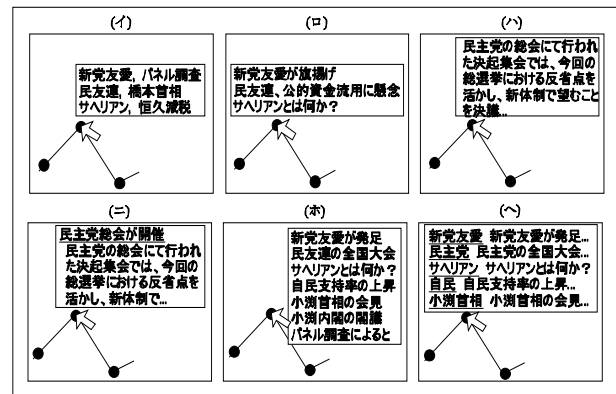 (イ)
新党友愛, パネル調査
民友連, 橋本首相
サヘリアン, 恒久減税
(ロ)
新党友愛が旗揚げ
民友連、公的資金流用に懸念
サヘリアンとは何か?
(ハ)
民主党の総会にて行われ
た決起集会では、今回の
総選挙における反省点を
活かし、新体制で望むこと
を決議...
(ニ)
民主党総会が開催
民主党の総会にて行われ
た決起集会では、今回の
総選挙における反省点を
活かし、新体制で...
(ホ)
新党友愛が発足
民友連の全国大会
サヘリアンとは何か?
自民支持率の上昇
小渕首相の会見
小渕内閣の閣議
パネル調査によると
(ヘ)
新党友愛 新党友愛が発足...
民主党 民主党の全国大会...
サヘリアン サヘリアンとは何か?
自民 自民支持率の上昇...
小渕首相 小渕首相の会見...